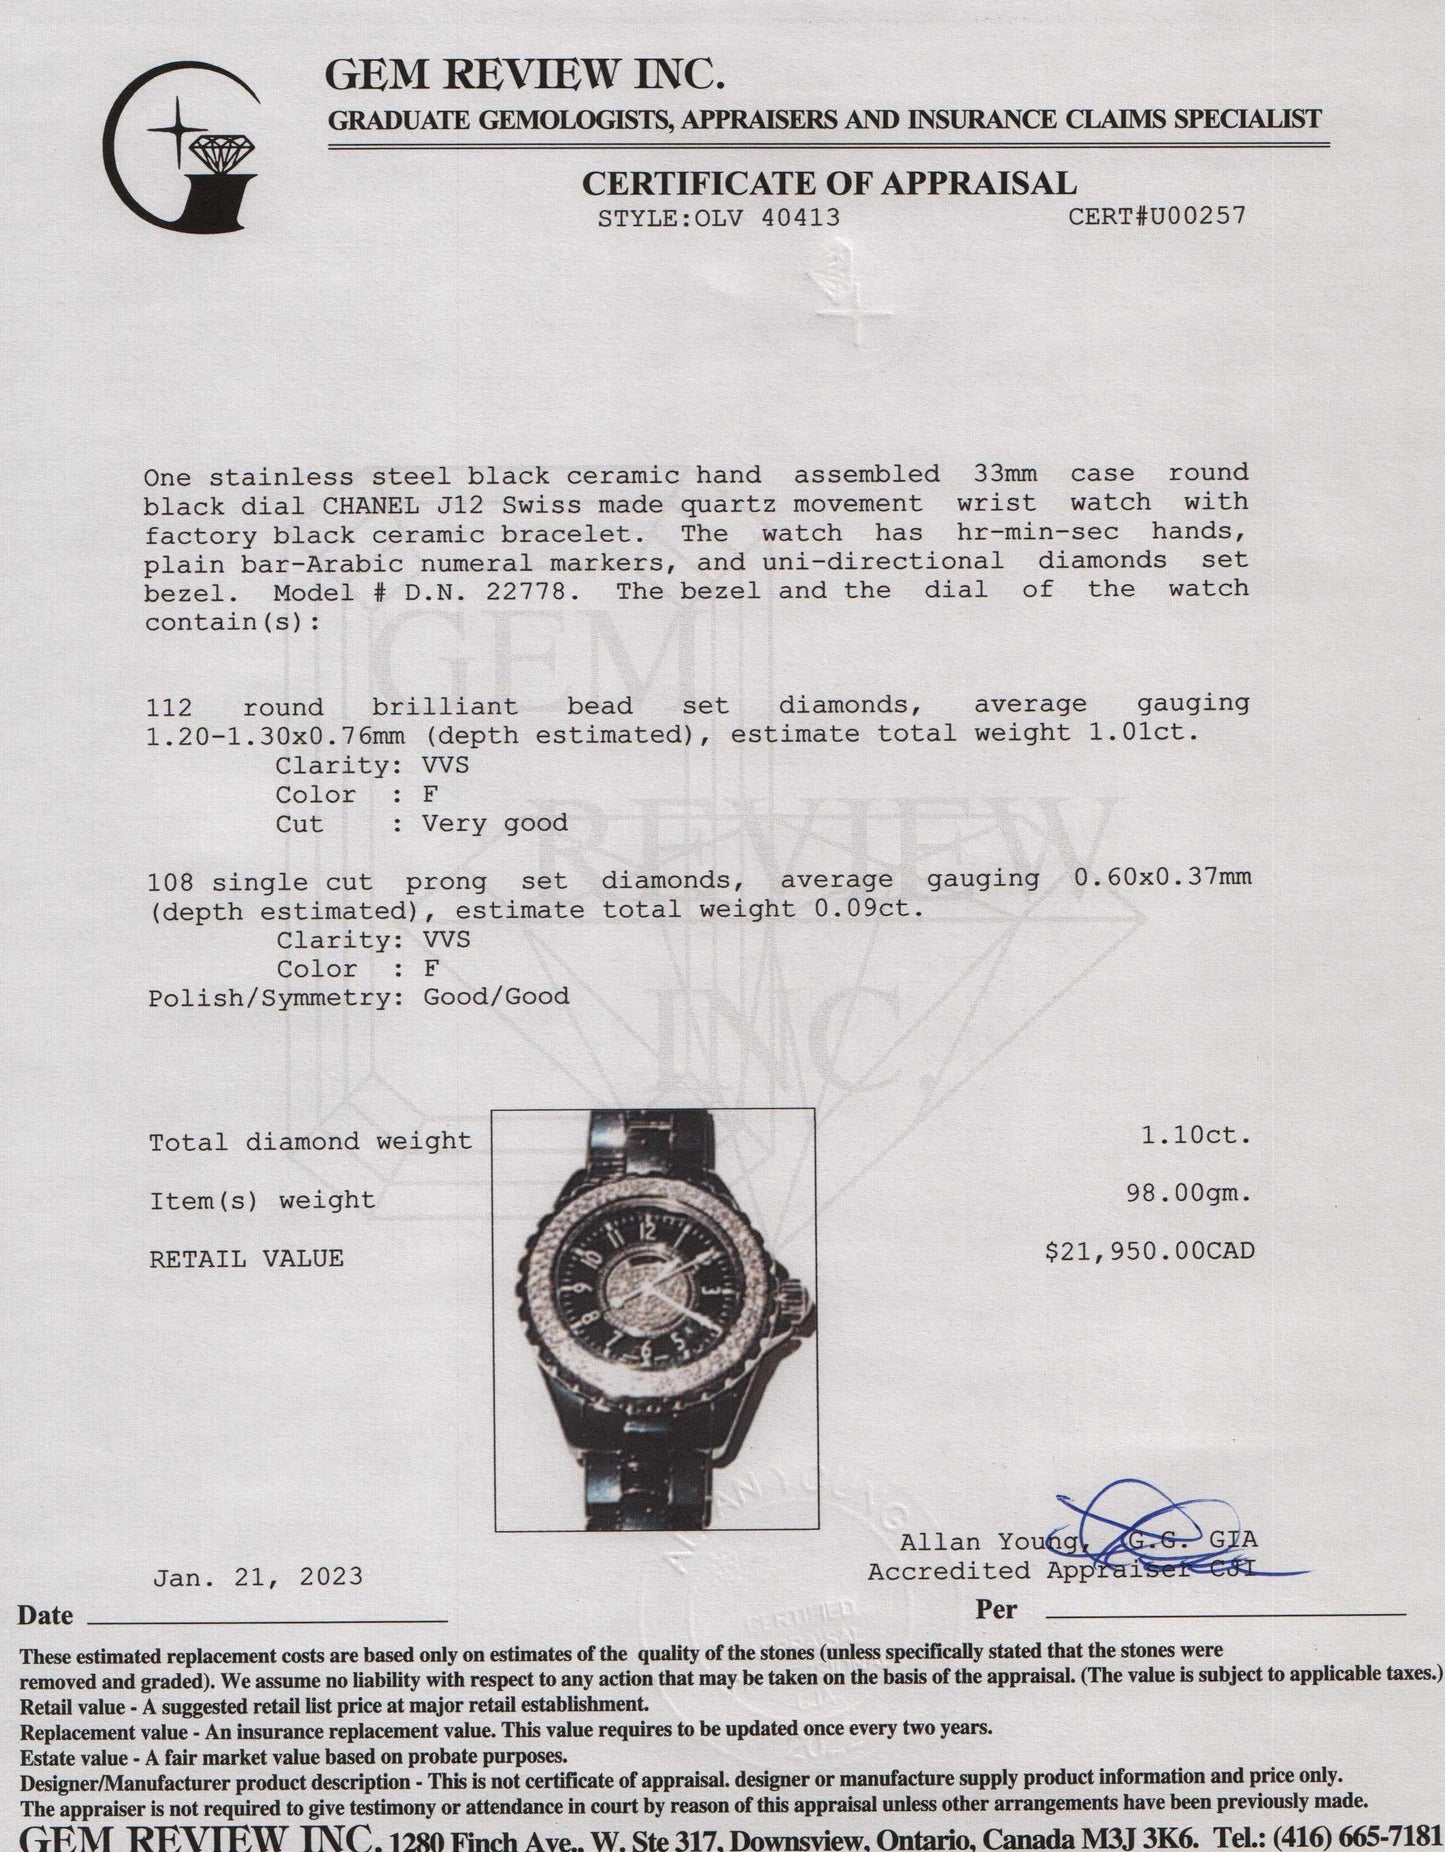 GEM REVIEW INC.
GRADUATE GEMOLOGISTS, APPRAISERS AND INSURANCE CLAIMS SPECIALIST
CERTIFICATE OF APPRAISAL
STYLE:OLV 40413 CERT#U00257
One stainless steel black ceramic hand assembled 33mm case round
black dial CHANEL J12 Swiss made quartz movement wrist watch with
factory black ceramic bracelet. The watch has hr-min-sec hands,
plain bar-Arabic numeral markers, and uni-directional diamonds set
bezel. Model # D.N. 22778. The bezel and the dial of the watch
contain(s):
GEM
112 round brilliant bead set diamonds, average gauging
1.20-1.30x0.76mm (depth estimated), estimate total weight 1.01ct.
Clarity: VVS
Color : F
Cut : Very good
REVIEW
108 single cut prong set diamonds, average gauging 0.60x0.37mm
(depth estimated), estimate total weight 0.09ct.
Clarity: VVS
Color : F
Polish/Symmetry: Good/Good
INC.
Total diamond weight 1.10ct.
Item(s) weight 98.00gm.
RETAIL VALUE $21,950.00CAD
11 12 1
10
9 3
8
7 6 5
Allan Young, G.G. GIA
Accredited Appraiser CJI
Jan. 21, 2023
Date Per
These estimated replacement costs are based only on estimates of the quality of the stones (unless specifically stated that the stones were
removed and graded). We assume no liability with respect to any action that may be taken on the basis of the appraisal. (The value is subject to applicable taxes.)
Retail value - A suggested retail list price at major retail establishment.
Replacement value - An insurance replacement value. This value requires to be updated once every two years.
Estate value - A fair market value based on probate purposes.
Designer/Manufacturer product description - This is not certificate of appraisal. designer or manufacture supply product information and price only.
The appraiser is not required to give testimony or attendance in court by reason of this appraisal unless other arrangements have been previously made.
GEM REVIEW INC. 1280 Finch Ave., W. Ste 317, Downsview, Ontario, Canada M3J 3K6. Tel.: (416) 665-7181